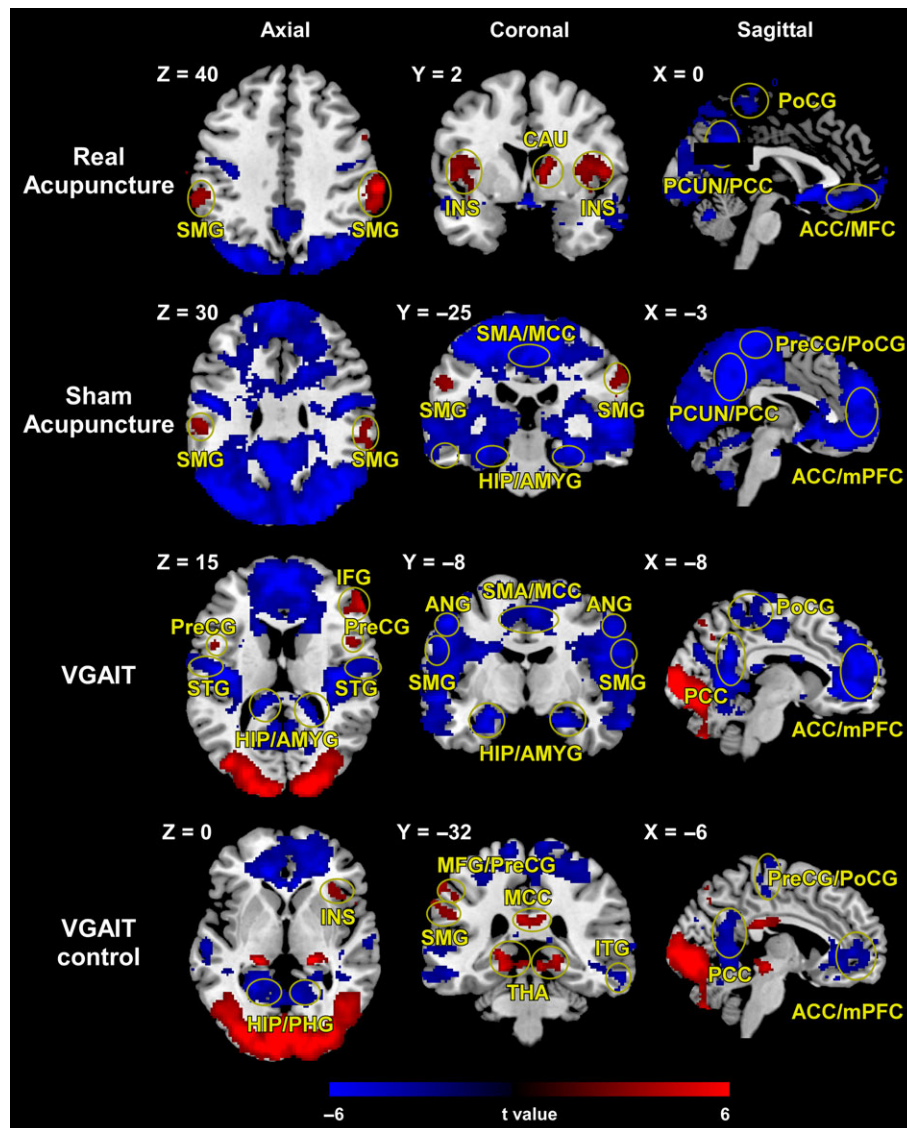 Axial Coronal Sagittal
Z = 40 Y = 2 X = 0
PoCG
CAU
Real
Acupuncture
PCUN/PCC
INS INS
SMG SMG
ACC/MFC
Z = 30 Y = –25 X = –3
SMA/MCC
PreCG/PoCG
Sham
Acupuncture
SMG SMG
PCUN/PCC
SMG SMG
HIP/AMYG
ACC/mPFC
Z = 15 Y = –8 X = –8
IFG
SMA/MCC
ANG ANG
PoCG
PreCG PreCG
VGAIT
STG STG
SMG SMG
PCC
HIP/AMYG
HIP/AMYG
ACC/mPFC
Z = 0 Y = –32 X = –6
MFG/PreCG
PreCG/PoCG
INS
MCC
VGAIT
control
SMG
ITG
PCC
THA
HIP/PHG
ACC/mPFC
–6 t value 6